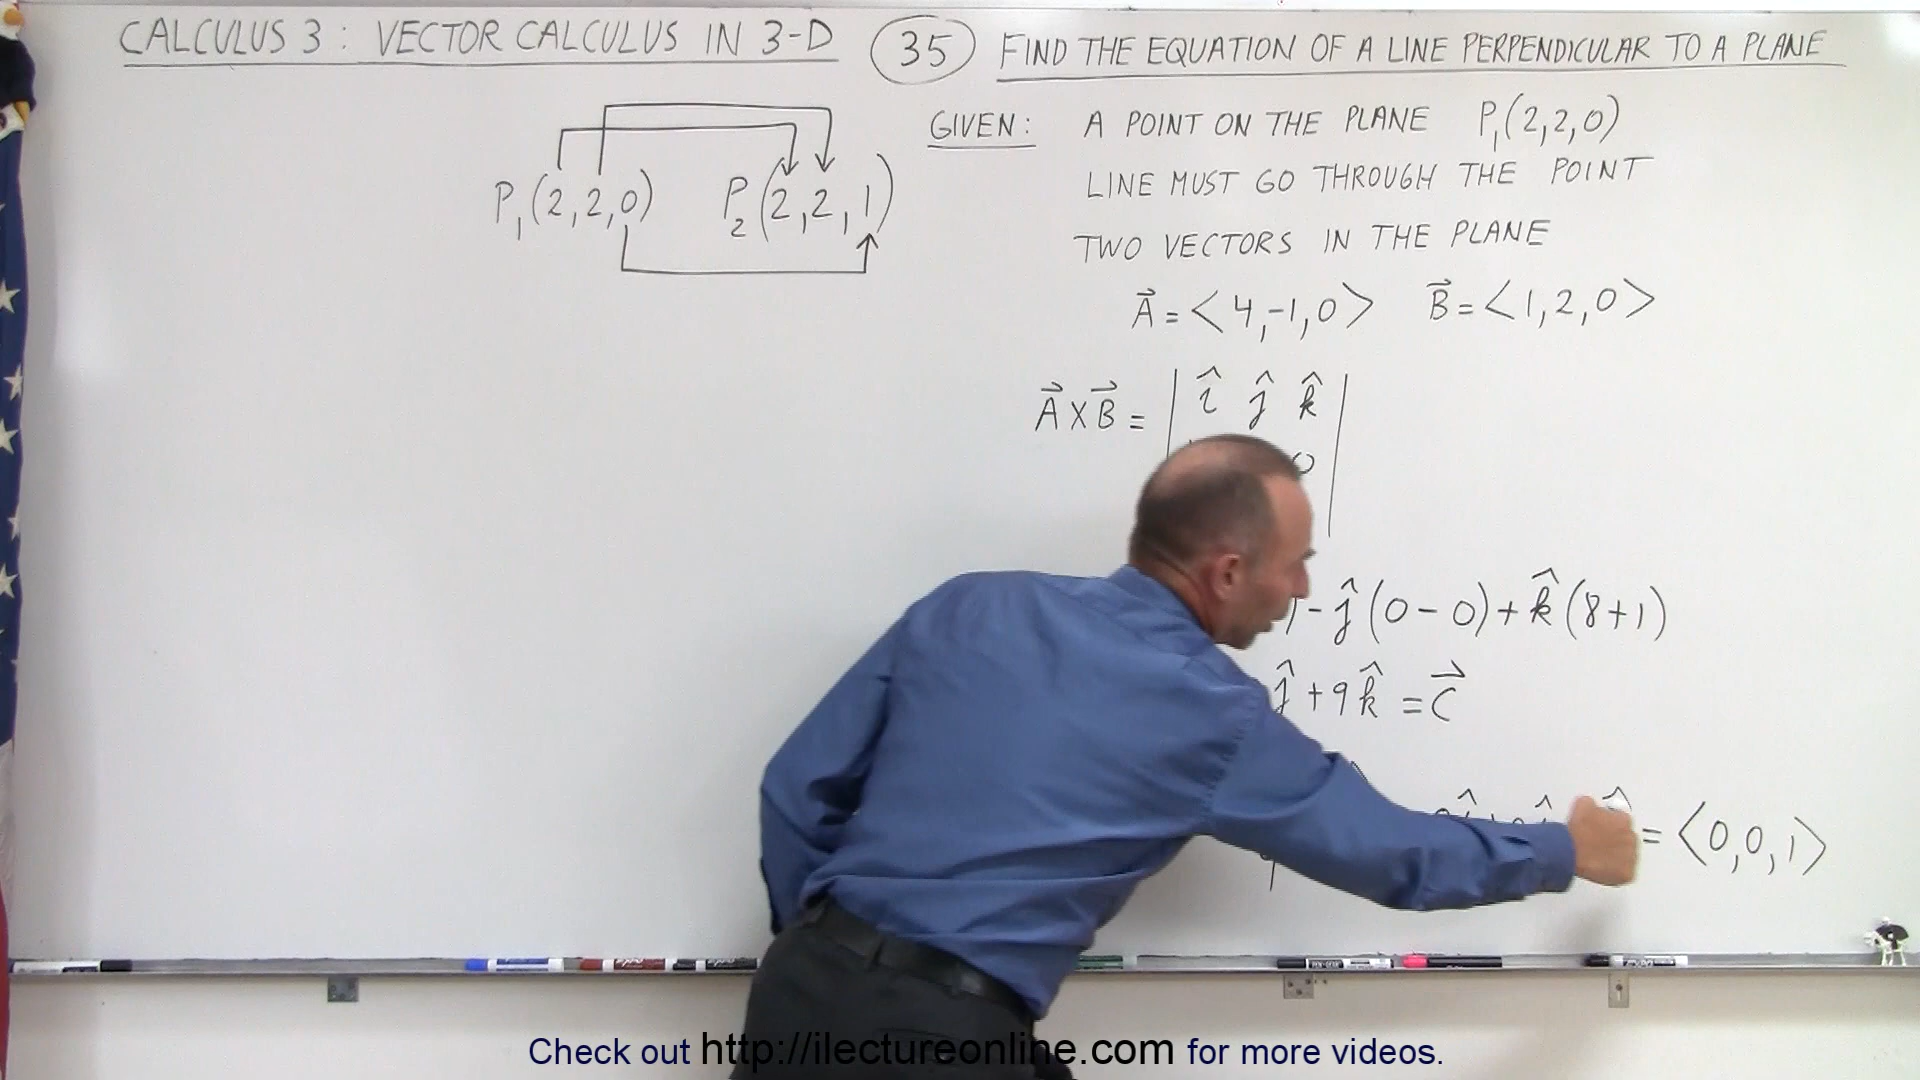 CALCULUS 3: VECTOR CALCULUS IN 3-D (35) FIND THE EQUATION OF A LINE PERPENDICULAR TO A PLANE
P₁(2,2,0) P₂(2,2,1)
GIVEN: A POINT ON THE PLANE P₁(2,2,0)
LINE MUST GO THROUGH THE POINT
TWO VECTORS IN THE PLANE
A⃗ = <4,-1,0> B⃗ = <1,2,0>
A⃗ X B⃗ = | î ĵ k̂ |
0
) - ĵ(0-0) + k̂(8+1)
ĵ + 9k̂ = C⃗
= <0,0,1>
Check out http://ilectureonline.com for more videos.